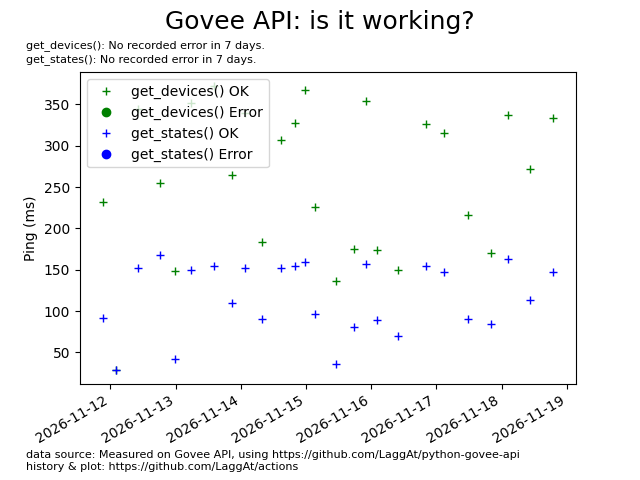 Govee API: is it working?
get_devices(): No recorded error in 7 days.
get_states(): No recorded error in 7 days.
get_devices() OK
get_devices() Error
get_states() OK
get_states() Error
Ping (ms)
350
300
250
200
150
100
50
2026-11-12
2026-11-13
2026-11-14
2026-11-15
2026-11-16
2026-11-17
2026-11-18
2026-11-19
data source: Measured on Govee API, using https://github.com/LaggAt/python-govee-api
history & plot: https://github.com/LaggAt/actions